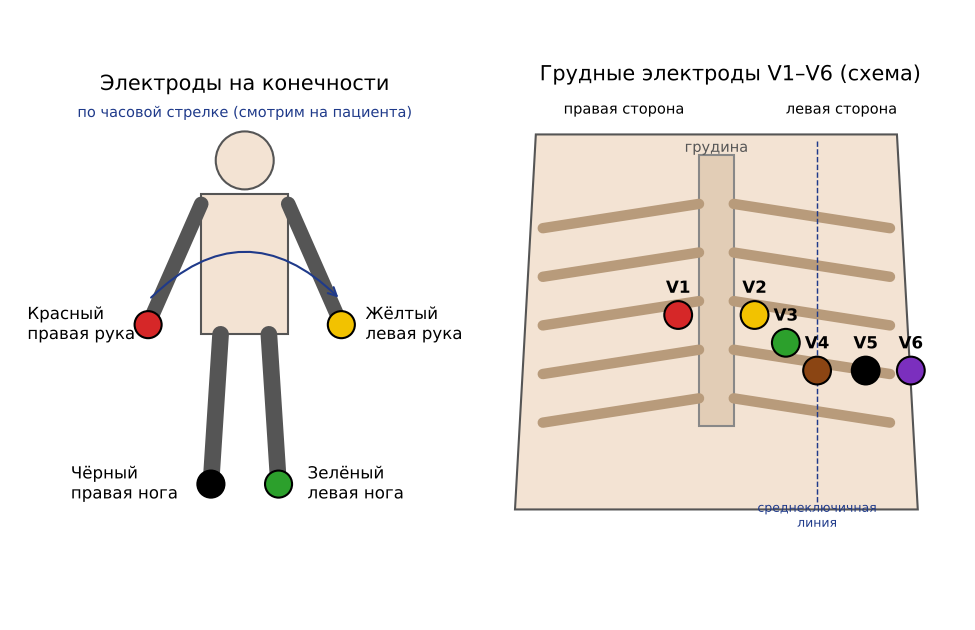 Электроды на конечности
по часовой стрелке (смотрим на пациента)
Красный
правая рука
Жёлтый
левая рука
Чёрный
правая нога
Зелёный
левая нога
Грудные электроды V1–V6 (схема)
правая сторона
левая сторона
грудина
V1
V2
V3
V4
V5
V6
среднеключичная
линия